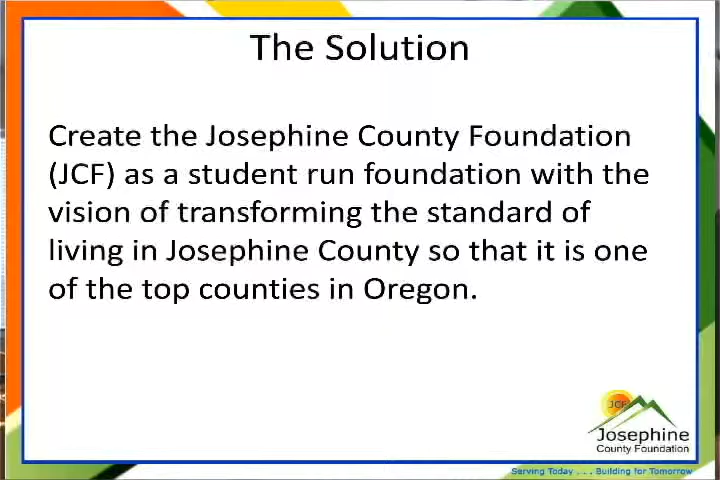 The Solution
Create the Josephine County Foundation
(JCF) as a student run foundation with the
vision of transforming the standard of
living in Josephine County so that it is one
of the top counties in Oregon.
JCF
Josephine
County Foundation
Serving Today . . . Building for Tomorrow